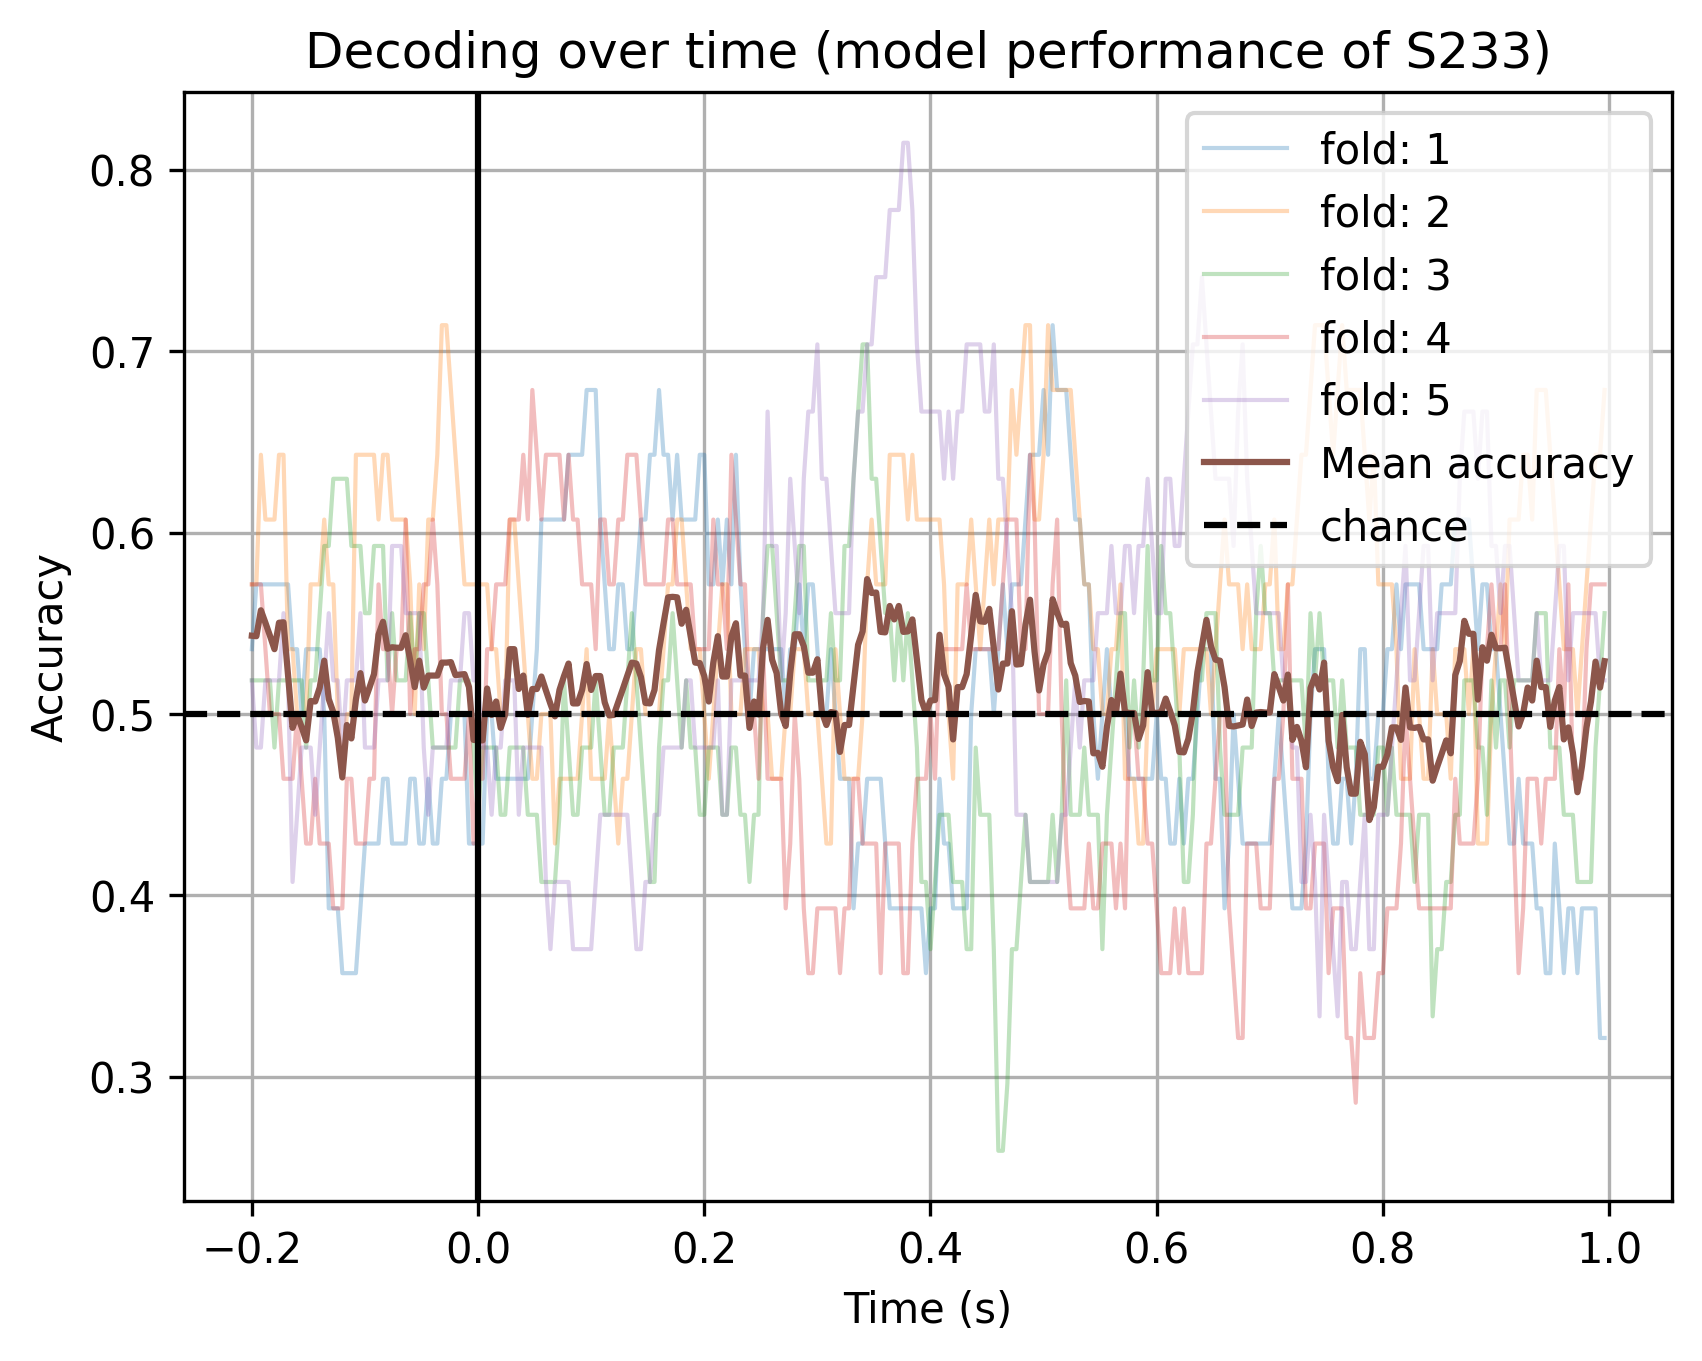 Decoding over time (model performance of S233)
Accuracy
0.8
0.7
0.6
0.5
0.4
0.3
fold: 1
fold: 2
fold: 3
fold: 4
fold: 5
Mean accuracy
chance
−0.2 0.0 0.2 0.4 0.6 0.8 1.0
Time (s)